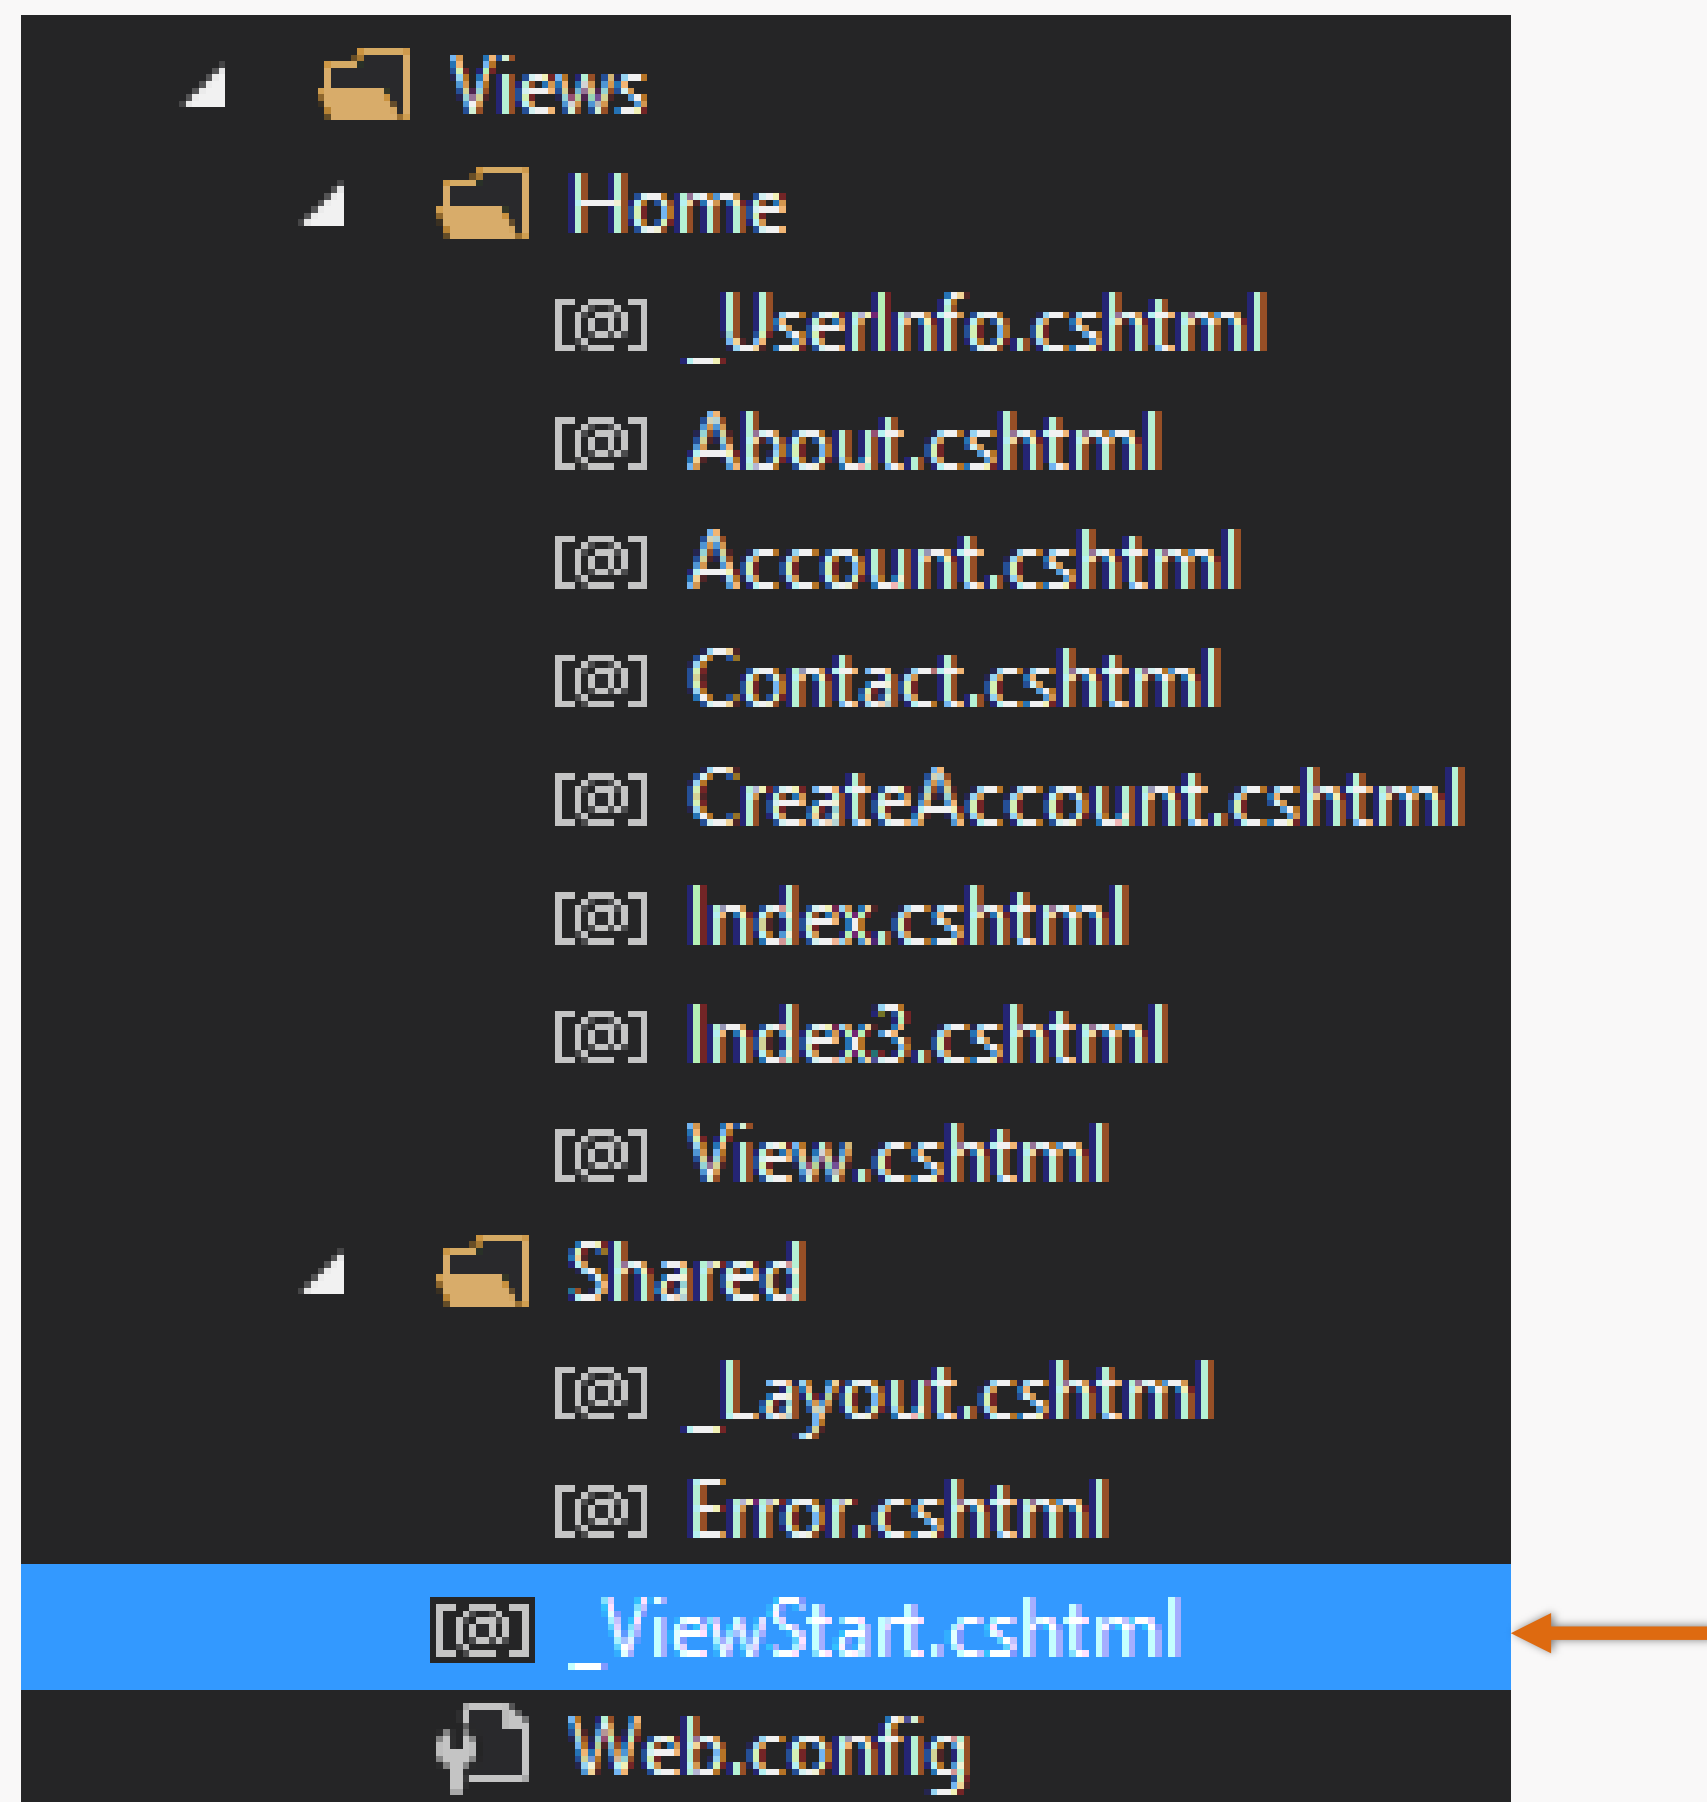 Views
Home
_UserInfo.cshtml
About.cshtml
Account.cshtml
Contact.cshtml
CreateAccount.cshtml
Index.cshtml
Index3.cshtml
View.cshtml
Shared
_Layout.cshtml
Error.cshtml
_ViewStart.cshtml
Web.config